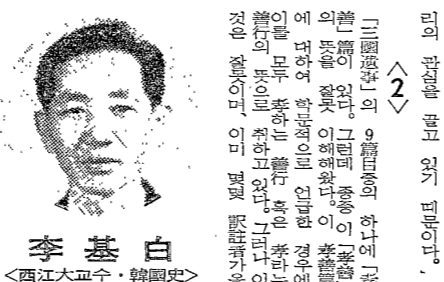 리의 관심을 끌고 있기 때문이다.
〈2〉
「三國遺事」의 9篇目중의 하나에 「孝
善」篇이 있다. 그런데 종종 이 「孝善
의 뜻을 잘못 이해해왔다. 이 孝善篇
에 대하여 학문적으로 언급한 경우에
이를 모두 孝하는 善行 혹은 孝라는
善行의 뜻으로 취하고 있다. 그러나 이
것은 잘못이며, 이미 몇몇 訳註者가
李基白
<西江大교수・韓國史>